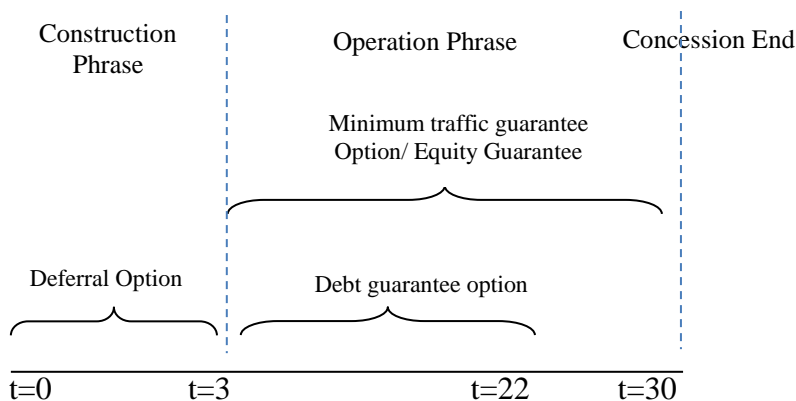 Construction
Phrase
Operation Phrase
Concession End
Minimum traffic guarantee
Option/ Equity Guarantee
Deferral Option
Debt guarantee option
t=0
t=3
t=22
t=30